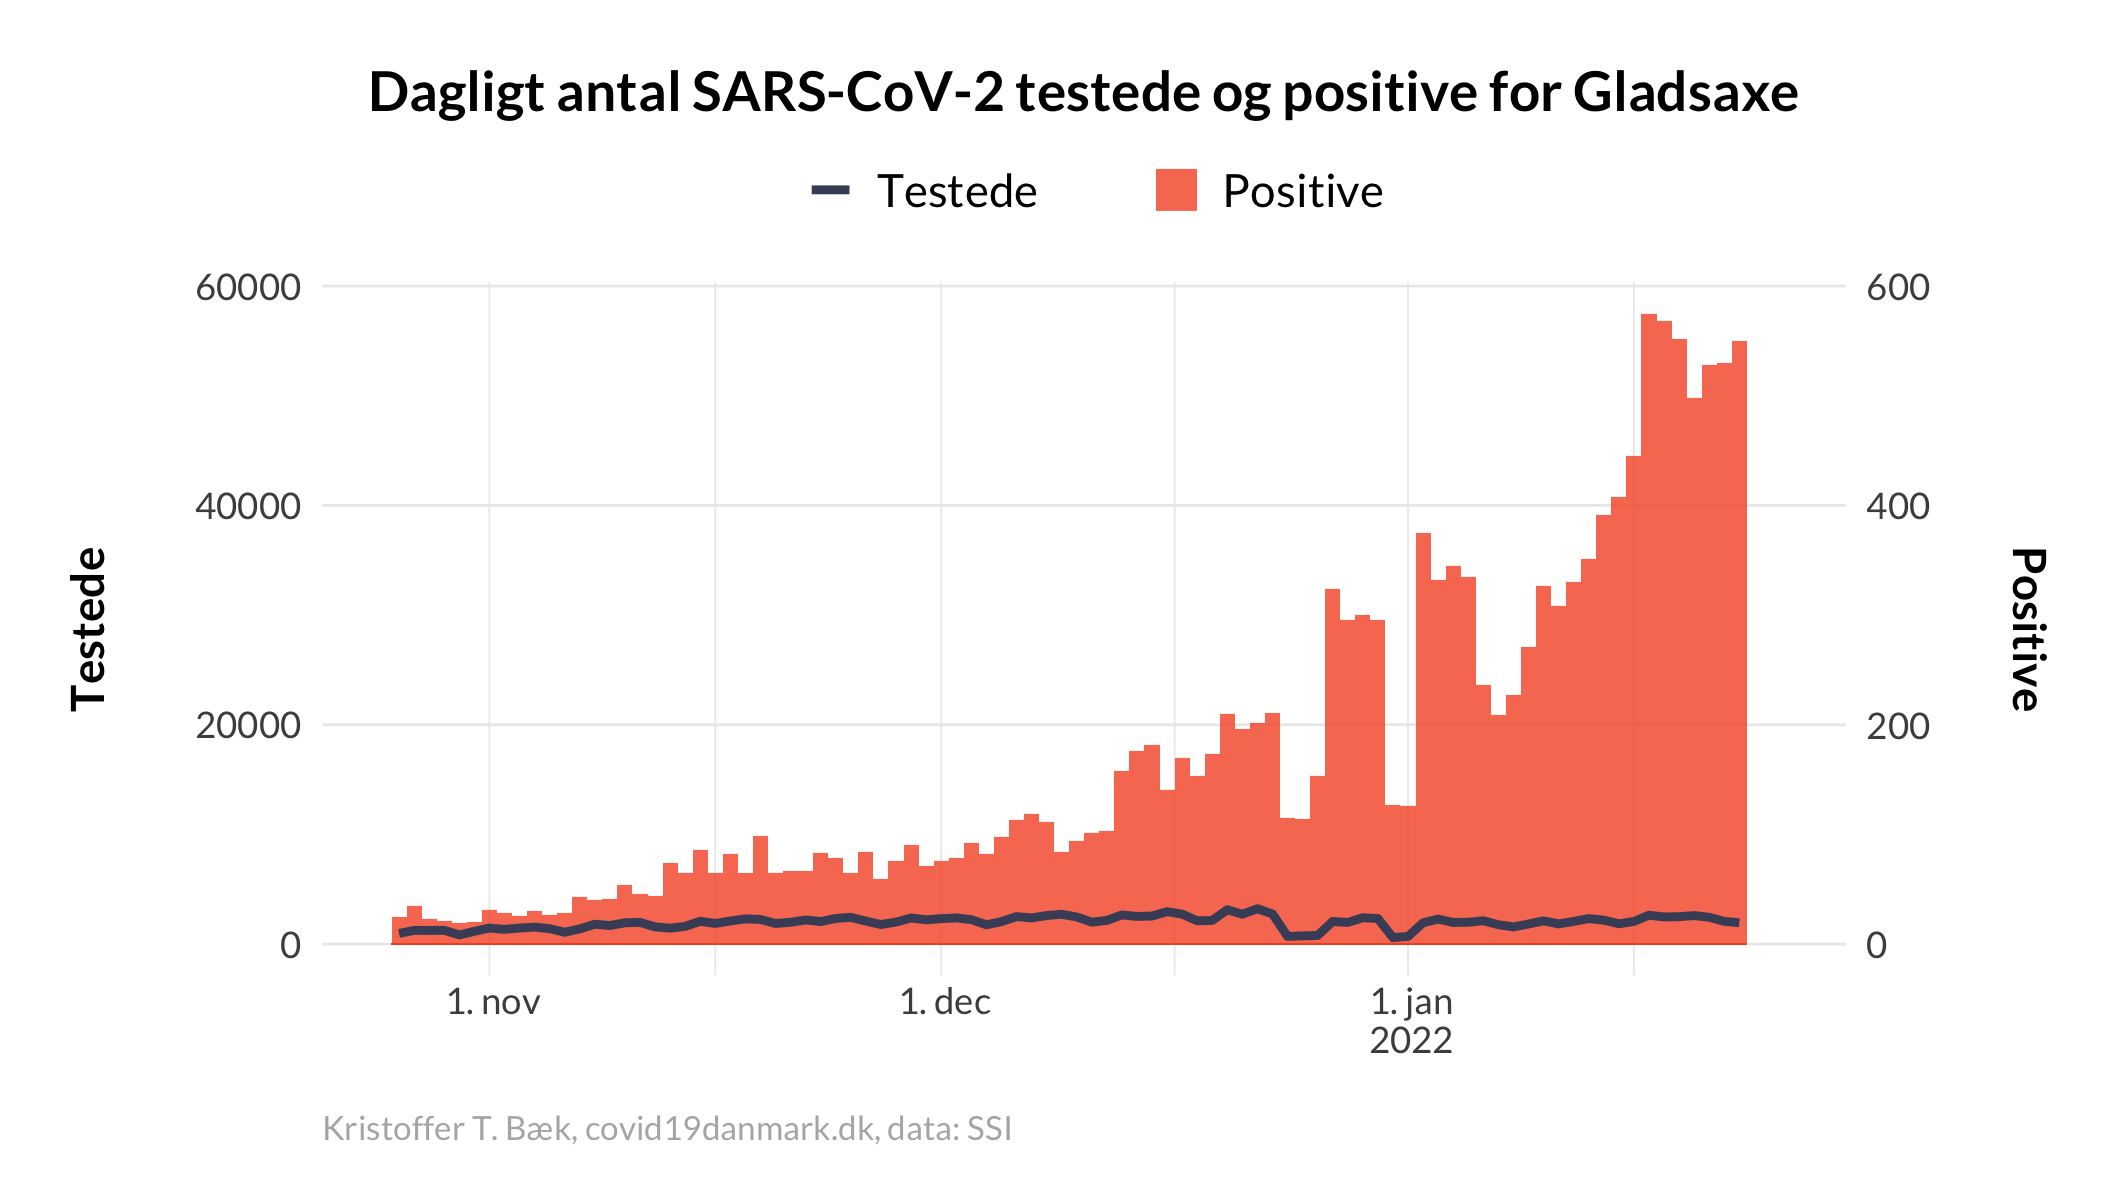 Dagligt antal SARS-CoV-2 testede og positive for Gladsaxe
Testede Positive
60000 600
40000 400
20000 200
0 0
Testede
Positive
1. nov 1. dec 1. jan
2022
Kristoffer T. Bæk, covid19danmark.dk, data: SSI